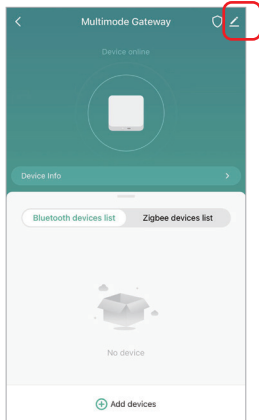 Multimode Gateway
Device online
Device Info
Bluetooth devices list
Zigbee devices list
No device
Add devices